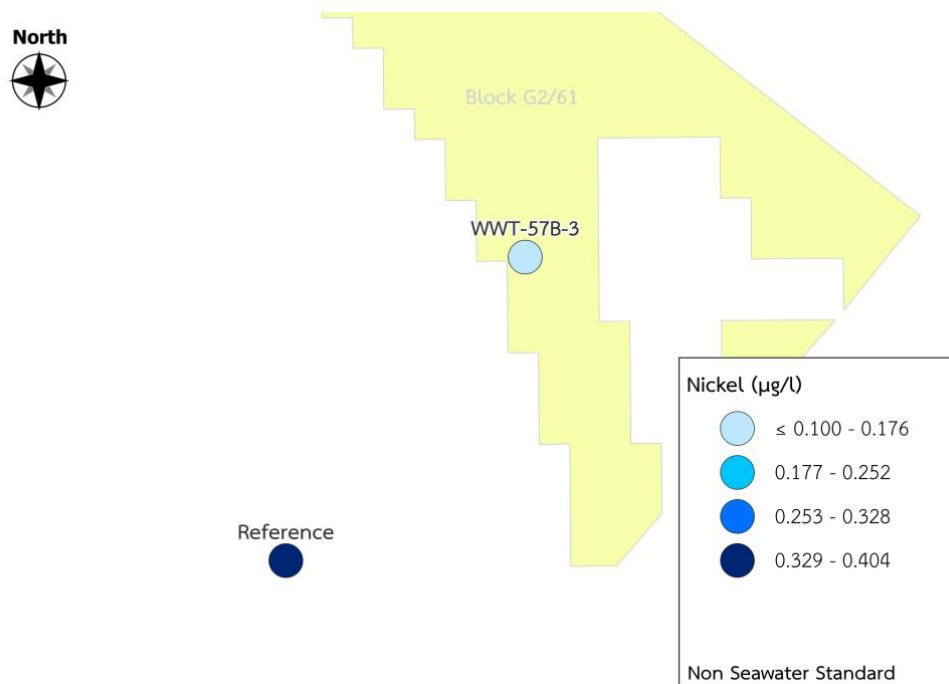 North
Block G2/61
WWT-57B-3
Reference
Nickel (µg/l)
≤ 0.100 - 0.176
0.177 - 0.252
0.253 - 0.328
0.329 - 0.404
Non Seawater Standard